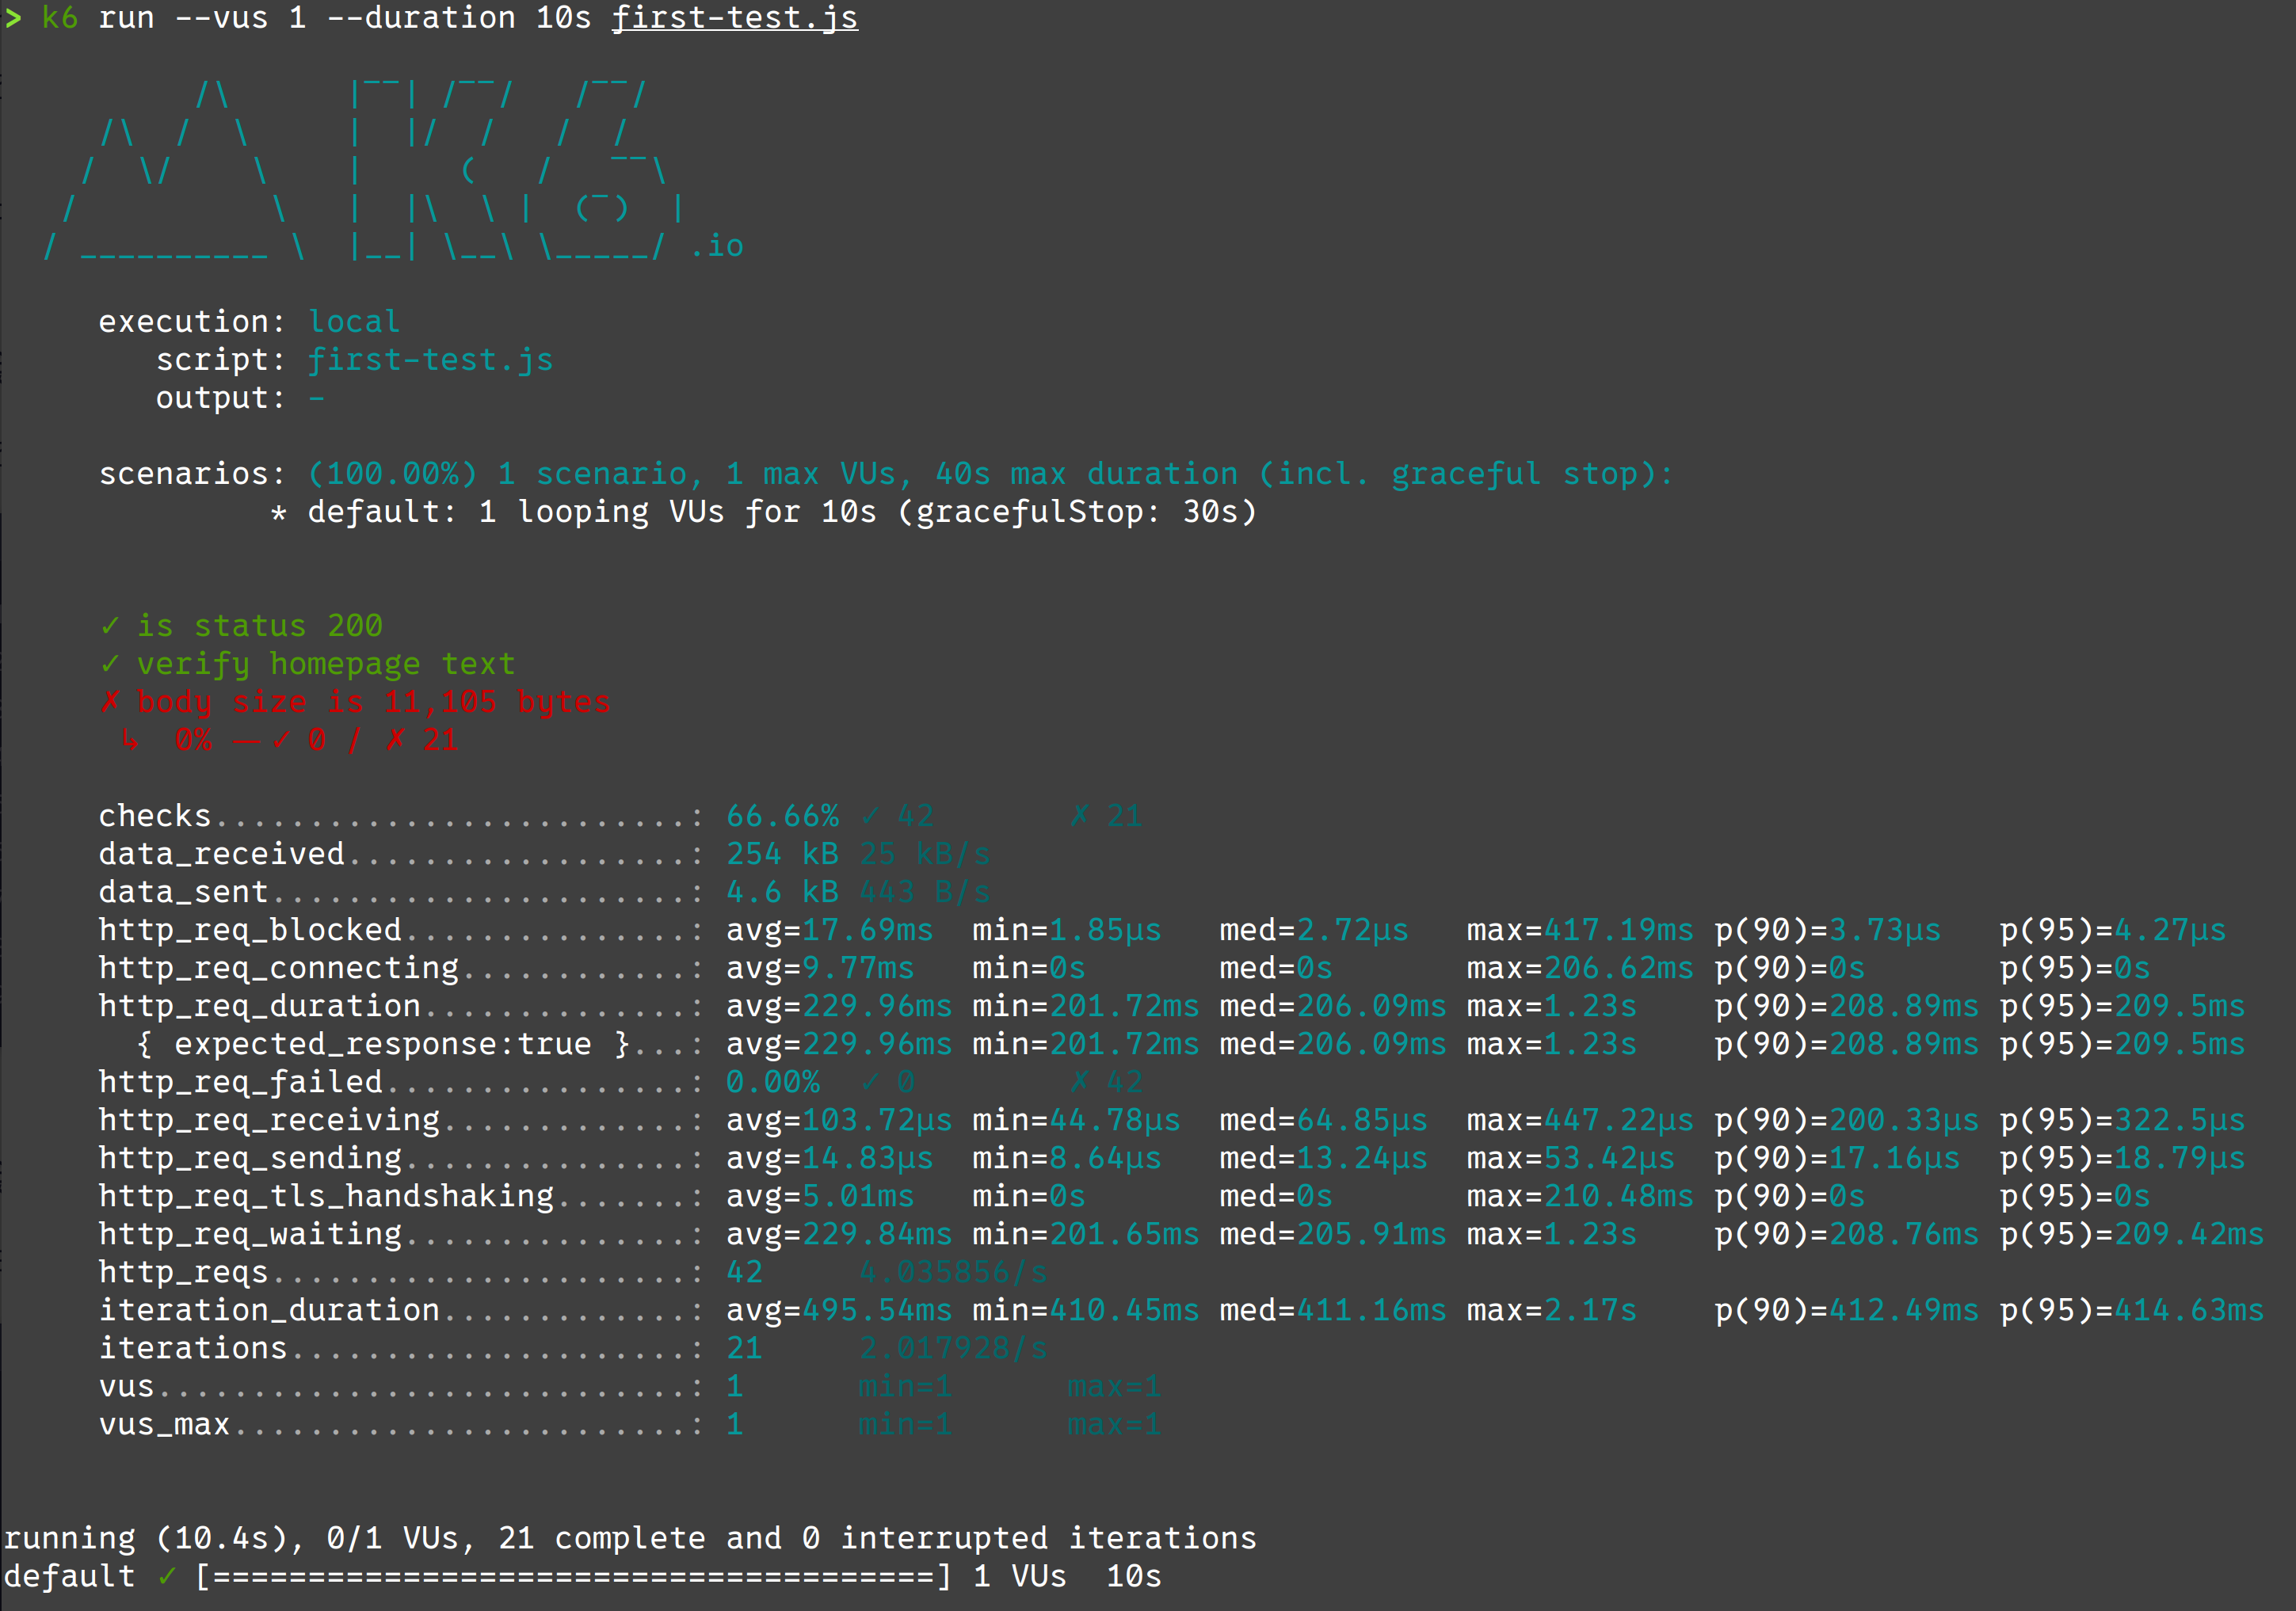 > k6 run --vus 1 --duration 10s first-test.js
          /\      |‾‾| /‾‾/   /‾‾/
     /\  /  \     |  |/  /   /  /
    /  \/    \    |     (   /   ‾‾\
   /          \   |  |\  \ |  (‾)  |
  / __________ \  |__| \__\ \_____/ .io
     execution: local
        script: first-test.js
        output: -
     scenarios: (100.00%) 1 scenario, 1 max VUs, 40s max duration (incl. graceful stop):
              * default: 1 looping VUs for 10s (gracefulStop: 30s)
     ✓ is status 200
     ✓ verify homepage text
     ✗ body size is 11,105 bytes
      ↳  0% — ✓ 0 / ✗ 21
     checks.........................: 66.66% ✓ 42       ✗ 21
     data_received..................: 254 kB 25 kB/s
     data_sent......................: 4.6 kB 443 B/s
     http_req_blocked...............: avg=17.69ms  min=1.85µs   med=2.72µs   max=417.19ms p(90)=3.73µs   p(95)=4.27µs
     http_req_connecting............: avg=9.77ms   min=0s       med=0s       max=206.62ms p(90)=0s       p(95)=0s
     http_req_duration..............: avg=229.96ms min=201.72ms med=206.09ms max=1.23s    p(90)=208.89ms p(95)=209.5ms
       { expected_response:true }...: avg=229.96ms min=201.72ms med=206.09ms max=1.23s    p(90)=208.89ms p(95)=209.5ms
     http_req_failed................: 0.00%  ✓ 0        ✗ 42
     http_req_receiving.............: avg=103.72µs min=44.78µs  med=64.85µs  max=447.22µs p(90)=200.33µs p(95)=322.5µs
     http_req_sending...............: avg=14.83µs  min=8.64µs   med=13.24µs  max=53.42µs  p(90)=17.16µs  p(95)=18.79µs
     http_req_tls_handshaking.......: avg=5.01ms   min=0s       med=0s       max=210.48ms p(90)=0s       p(95)=0s
     http_req_waiting...............: avg=229.84ms min=201.65ms med=205.91ms max=1.23s    p(90)=208.76ms p(95)=209.42ms
     http_reqs......................: 42     4.035856/s
     iteration_duration.............: avg=495.54ms min=410.45ms med=411.16ms max=2.17s    p(90)=412.49ms p(95)=414.63ms
     iterations.....................: 21     2.017928/s
     vus............................: 1      min=1      max=1
     vus_max........................: 1      min=1      max=1
running (10.4s), 0/1 VUs, 21 complete and 0 interrupted iterations
default ✓ [======================================] 1 VUs  10s